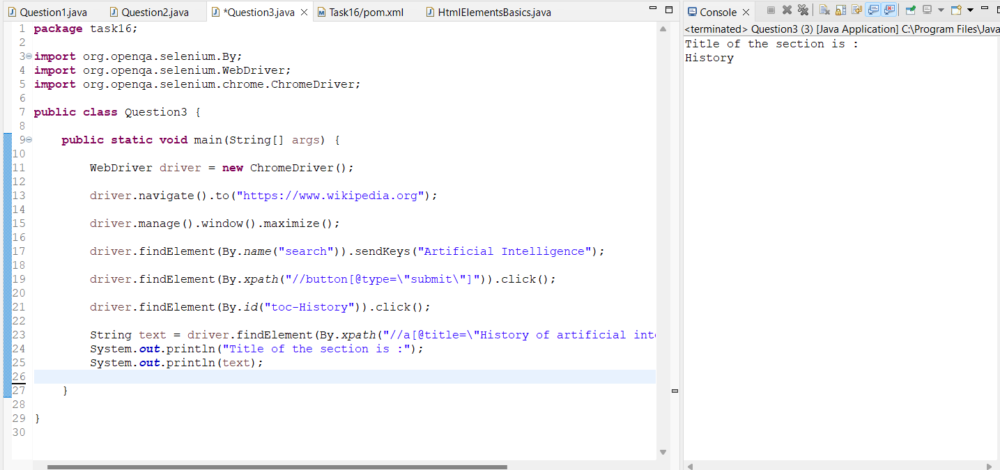 Question1.java Question2.java *Question3.java Task16/pom.xml HtmlElementsBasics.java
1 package task16;
2
3 import org.openqa.selenium.By;
4 import org.openqa.selenium.WebDriver;
5 import org.openqa.selenium.chrome.ChromeDriver;
6
7 public class Question3 {
8
9 public static void main(String[] args) {
10
11 WebDriver driver = new ChromeDriver();
12
13 driver.navigate().to("https://www.wikipedia.org");
14
15 driver.manage().window().maximize();
16
17 driver.findElement(By.name("search")).sendKeys("Artificial Intelligence");
18
19 driver.findElement(By.xpath("//button[@type=\"submit\"]")).click();
20
21 driver.findElement(By.id("toc-History")).click();
22
23 String text = driver.findElement(By.xpath("//a[@title=\"History of artificial inte
24 System.out.println("Title of the section is :");
25 System.out.println(text);
26
27 }
28
29 }
30
Console
<terminated> Question3 (3) [Java Application] C:\Program Files\Java
Title of the section is :
History